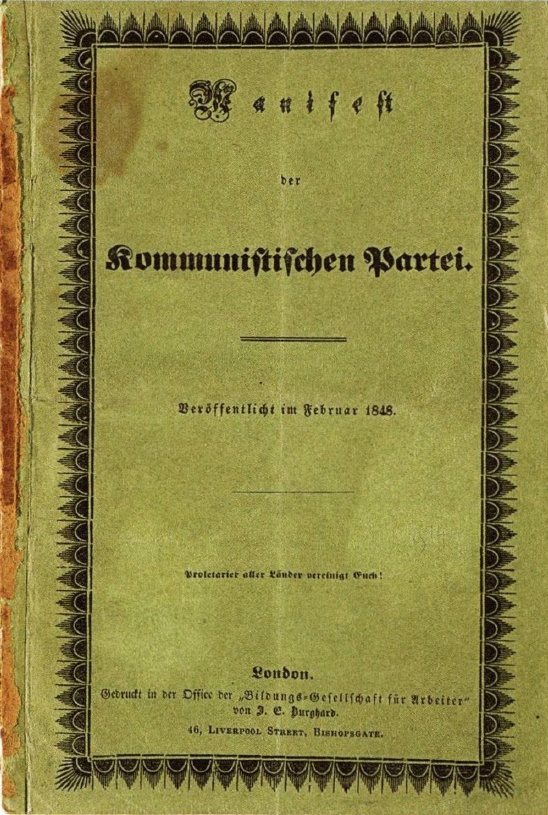 Manifest
der
Kommunistischen Partei.
Veröffentlicht im Februar 1848.
Proletarier aller Länder vereinigt Euch!
London.
Gedruckt in der Office der „Bildungs-Gesellschaft für Arbeiter“
von J. E. Burghard.
46, LIVERPOOL STREET, BISHOPSGATE.